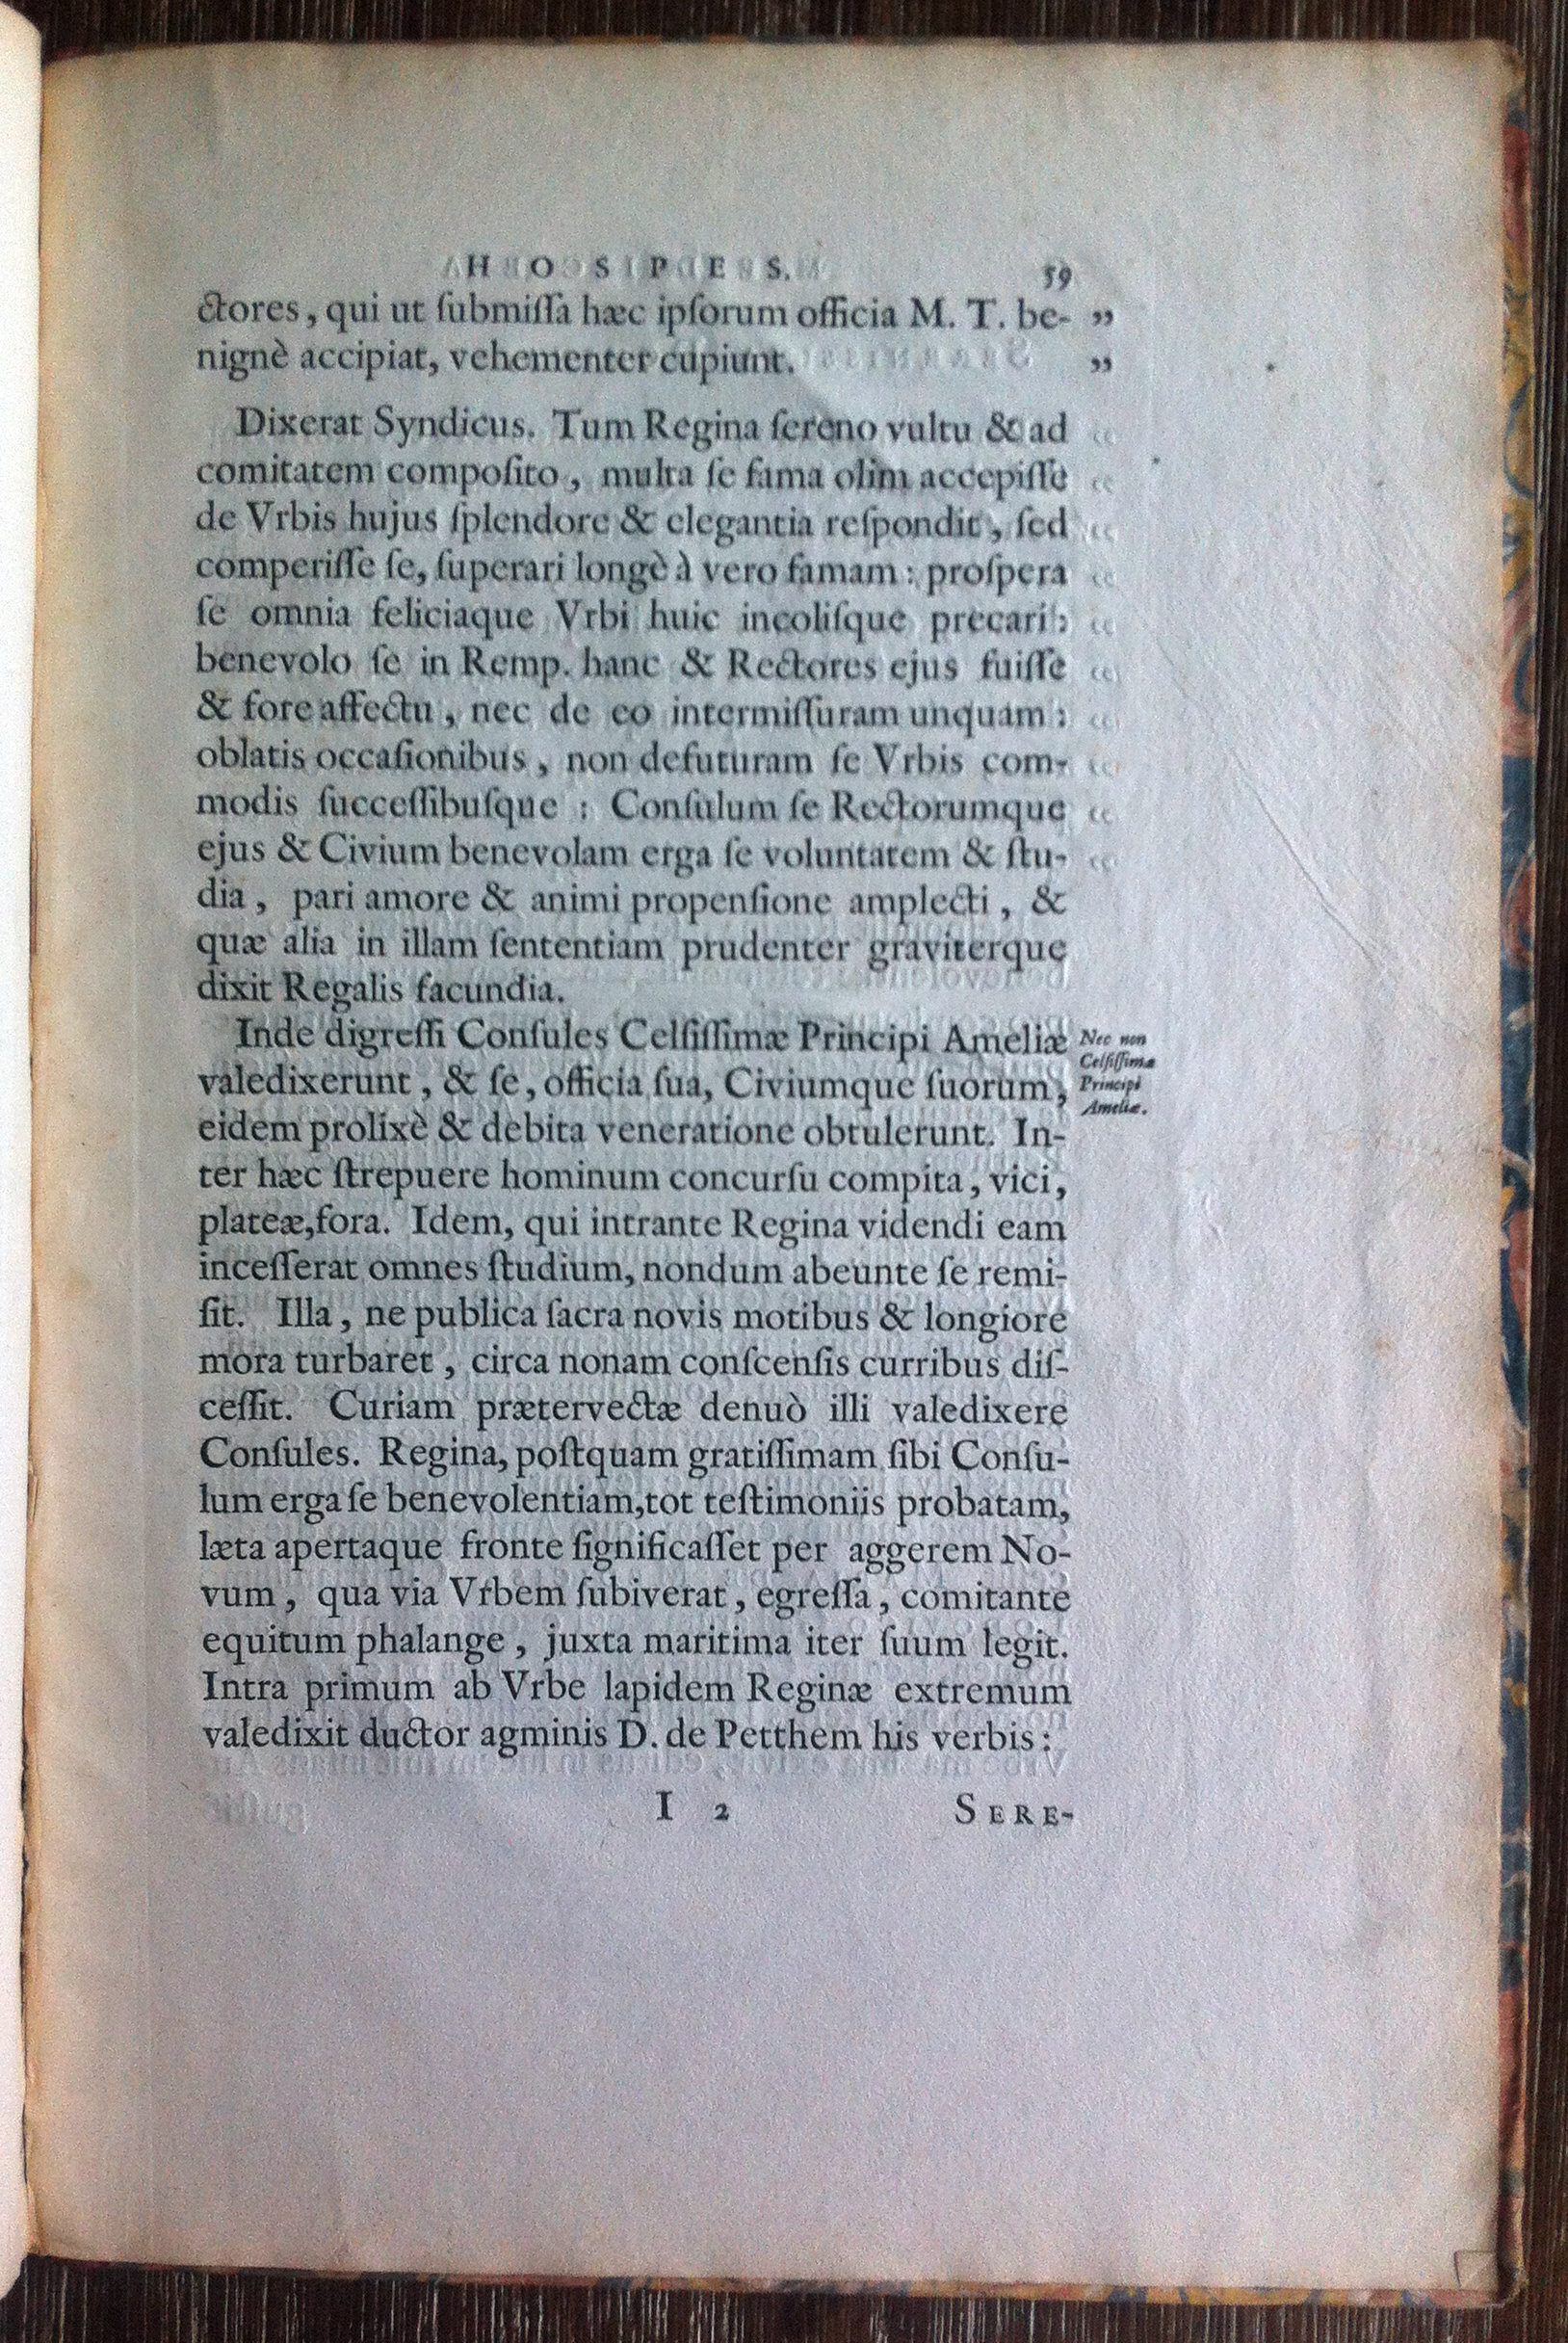 HOSPES. 59
ctores, qui ut ſubmiſſa hæc ipſorum officia M. T. be- ”
nignè accipiat, vehementer cupiunt. ”
Dixerat Syndicus. Tum Regina ſereno vultu & ad
comitatem compoſito, multa ſe fama olim accepiſſe
de Vrbis hujus ſplendore & elegantia reſpondit, ſed
comperiſſe ſe, ſuperari longè à vero famam: proſpera
ſe omnia feliciaque Vrbi huic incoliſque precari:
benevolo ſe in Remp. hanc & Rectores ejus fuiſſe
& fore affectu, nec de eo intermiſſuram unquam:
oblatis occaſionibus, non defuturam ſe Vrbis com-
modis ſucceſſibuſque: Conſulum ſe Rectorumque
ejus & Civium benevolam erga ſe voluntatem & ſtu-
dia, pari amore & animi propenſione amplecti, &
quæ alia in illam ſententiam prudenter graviterque
dixit Regalis facundia.
Inde digreſſi Conſules Celſiſſimæ Principi Ameliæ
valedixerunt, & ſe, officia ſua, Civiumque ſuorum,
eidem prolixè & debita veneratione obtulerunt. In-
ter hæc ſtrepuere hominum concurſu compita, vici,
plateæ, fora. Idem, qui intrante Regina videndi eam
inceſſerat omnes ſtudium, nondum abeunte ſe remi-
ſit. Illa, ne publica ſacra novis motibus & longiore
mora turbaret, circa nonam conſcenſis curribus diſ-
ceſſit. Curiam prætervectæ denuò illi valedixere
Conſules. Regina, poſtquam gratiſſimam ſibi Conſu-
lum erga ſe benevolentiam, tot teſtimoniis probatam,
læta apertaque fronte ſignificaſſet per aggerem No-
vum, qua via Vrbem ſubiverat, egreſſa, comitante
equitum phalange, juxta maritima iter ſuum legit.
Intra primum ab Vrbe lapidem Reginæ extremum
valedixit ductor agminis D. de Petthem his verbis:
Nec non
Celſiſſimæ
Principi
Ameliæ.
I 2 SERE-